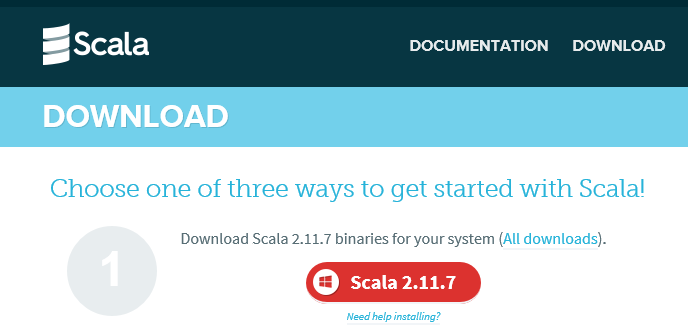 Scala
DOCUMENTATION DOWNLOAD
DOWNLOAD
Choose one of three ways to get started with Scala!
1
Download Scala 2.11.7 binaries for your system (All downloads).
Scala 2.11.7
Need help installing?